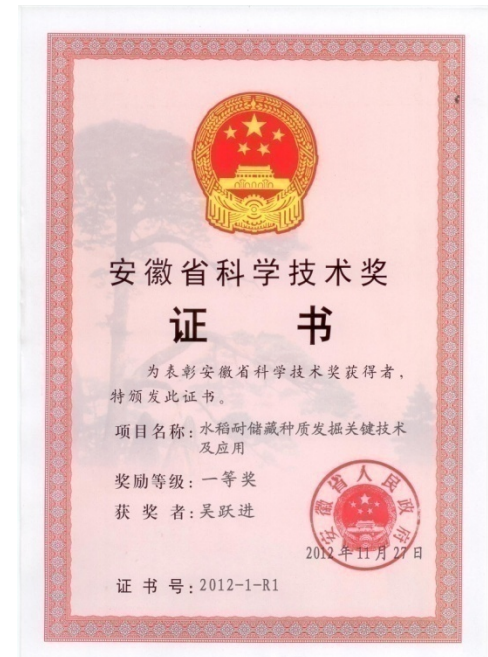 安徽省科学技术奖
证 书
为表彰安徽省科学技术奖获得者，
特颁发此证书。
项目名称：水稻耐储藏种质发掘关键技术
及应用
奖励等级：一等奖
获 奖 者：吴跃进
安徽省人民政府
2012年11月27日
证 书 号：2012-1-R1